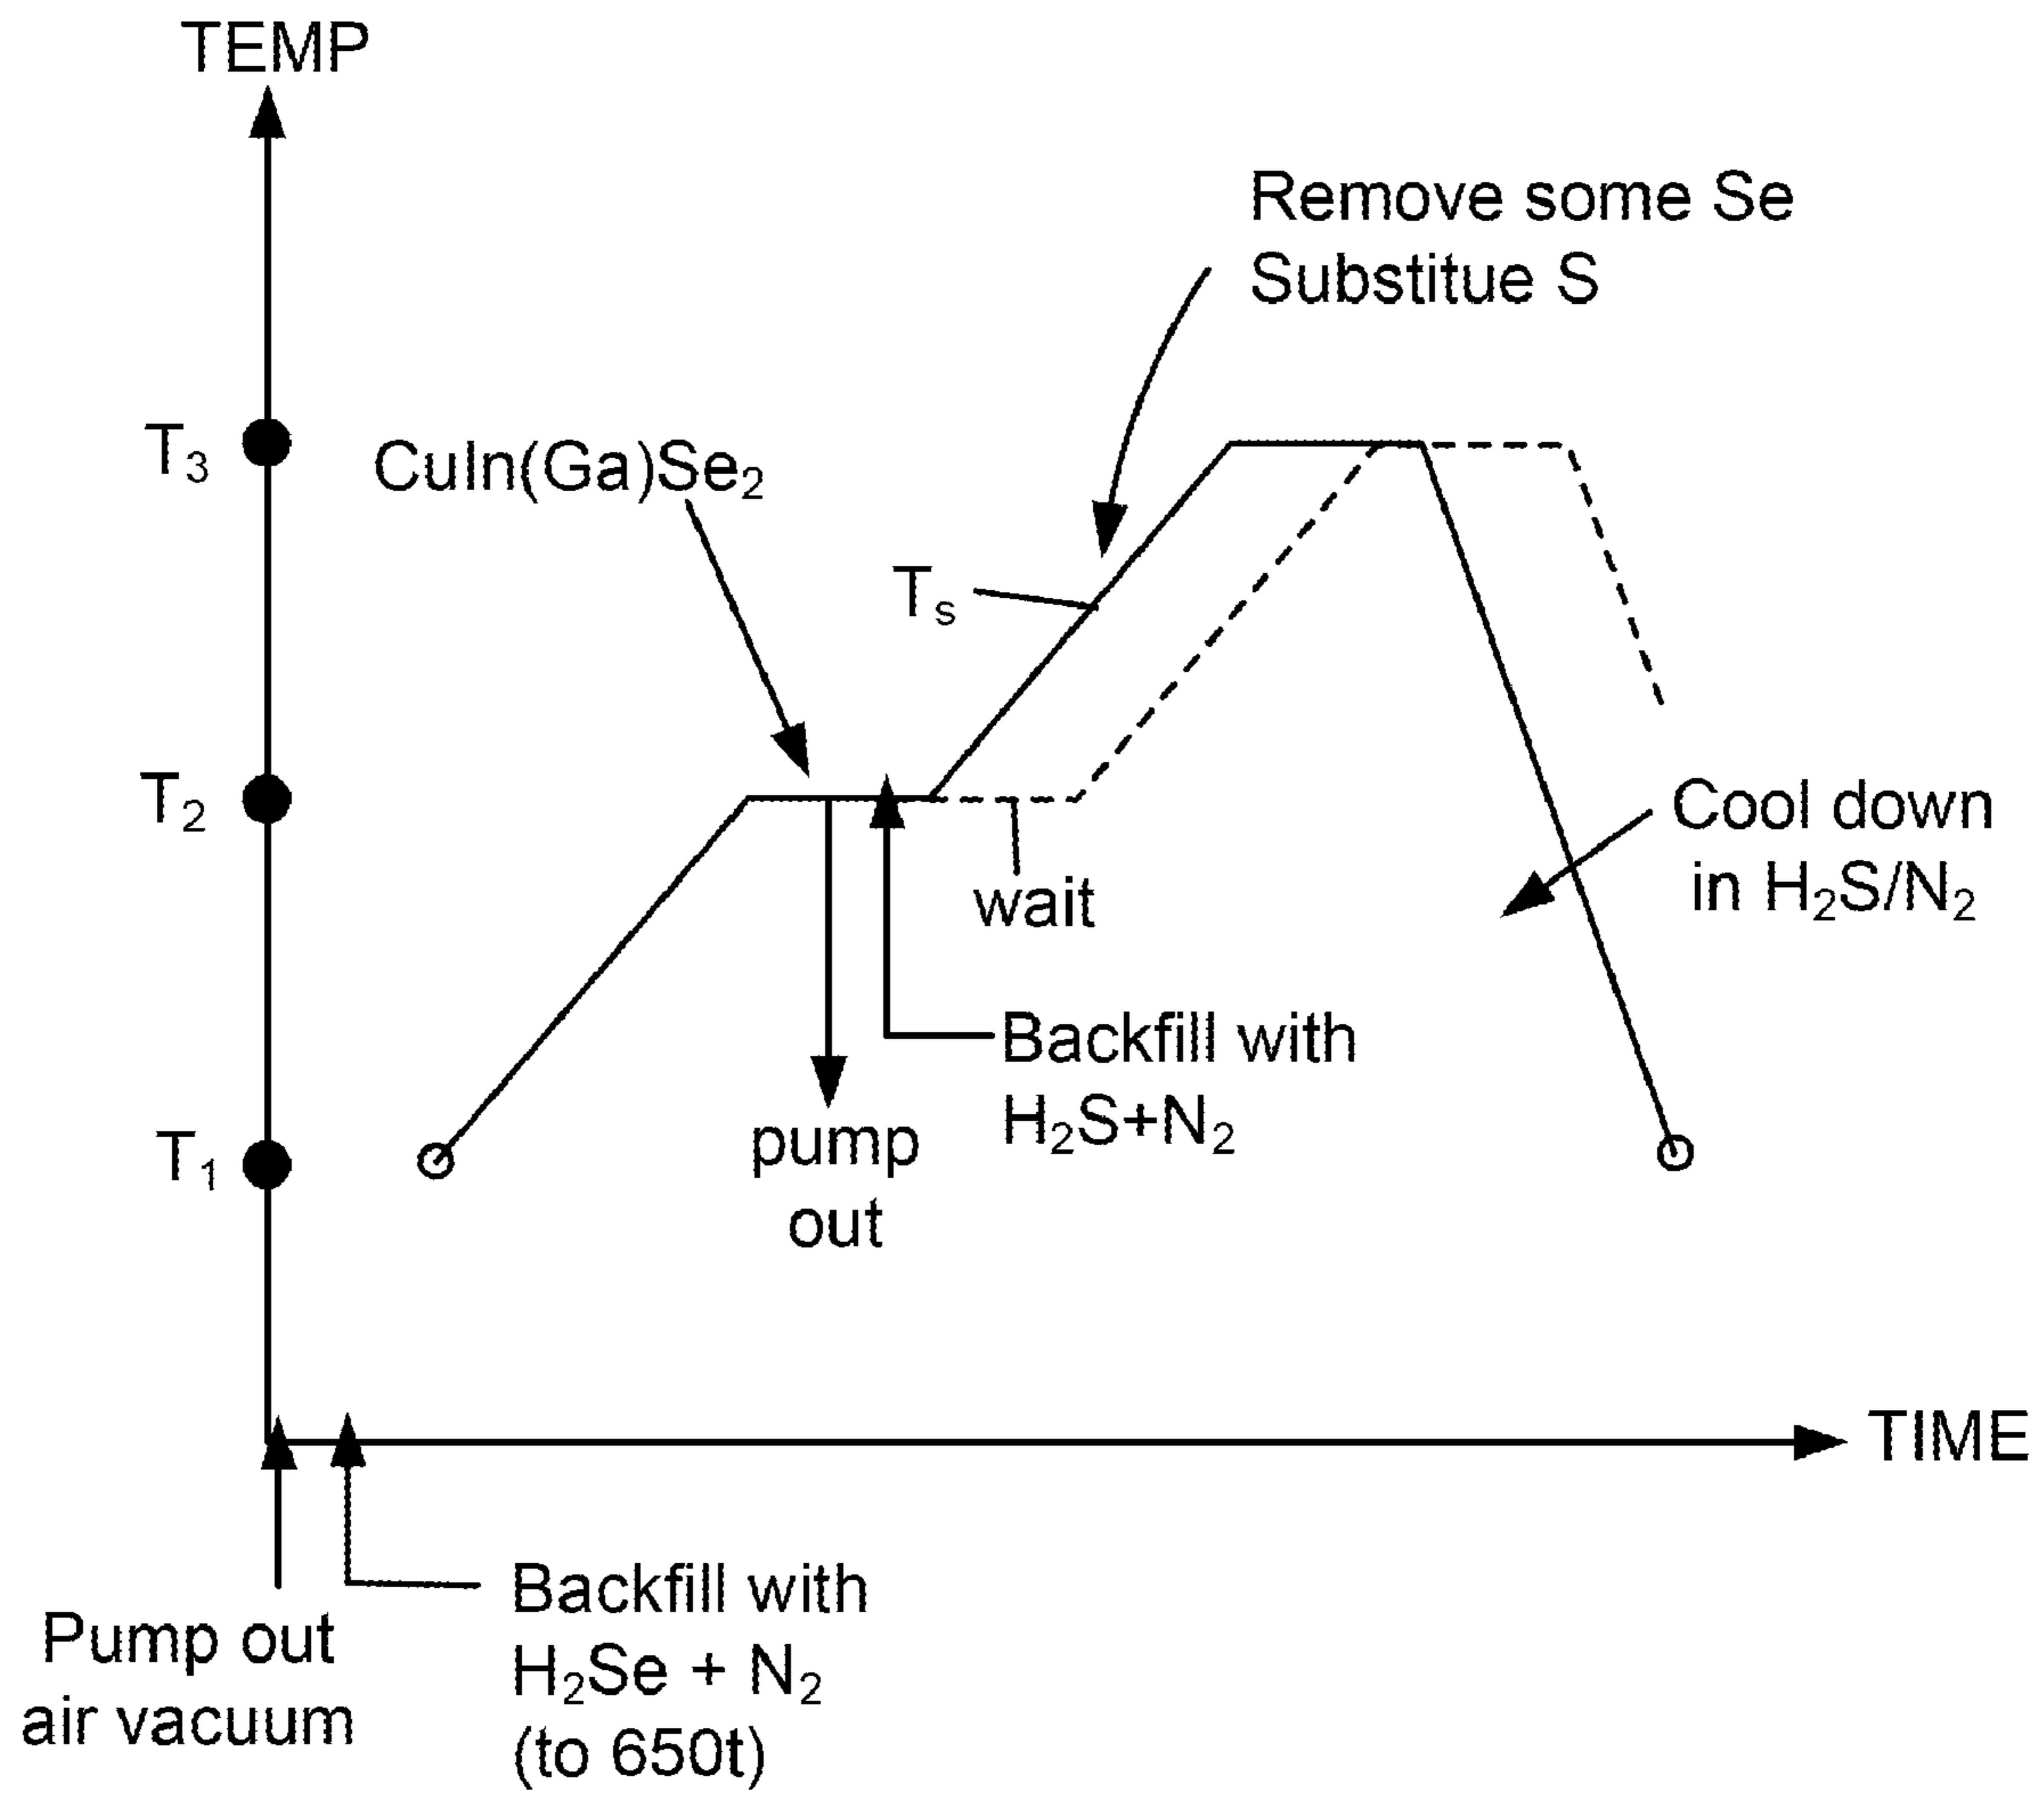 TEMP
Remove some Se
Substitue S
T3
CuIn(Ga)Se2
Ts
T2
Cool down
in H2S/N2
wait
Backfill with
H2S+N2
pump
out
T1
TIME
Backfill with
H2Se + N2
(to 650t)
Pump out
air vacuum